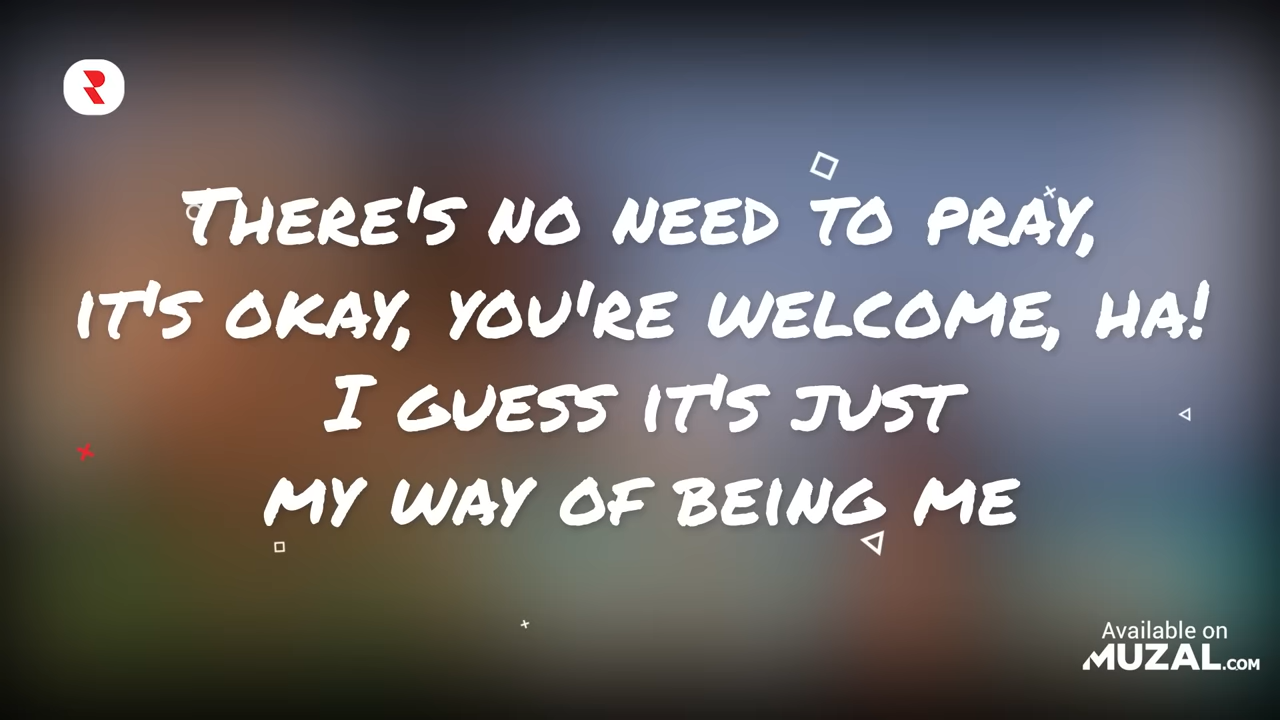 There's no need to pray,
it's okay, you're welcome, ha!
I guess it's just
my way of being me
Available on
MUZAL.COM